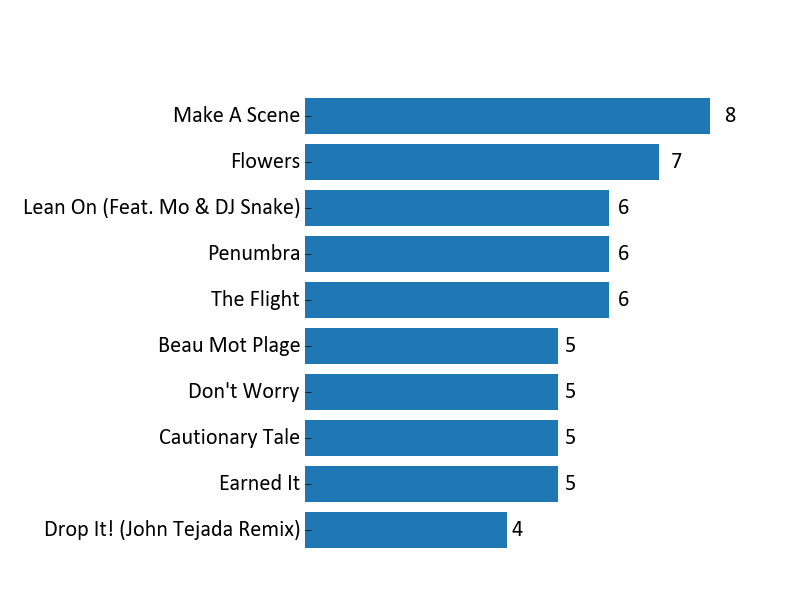 Make A Scene 8
Flowers 7
Lean On (Feat. Mo & DJ Snake) 6
Penumbra 6
The Flight 6
Beau Mot Plage 5
Don't Worry 5
Cautionary Tale 5
Earned It 5
Drop It! (John Tejada Remix) 4